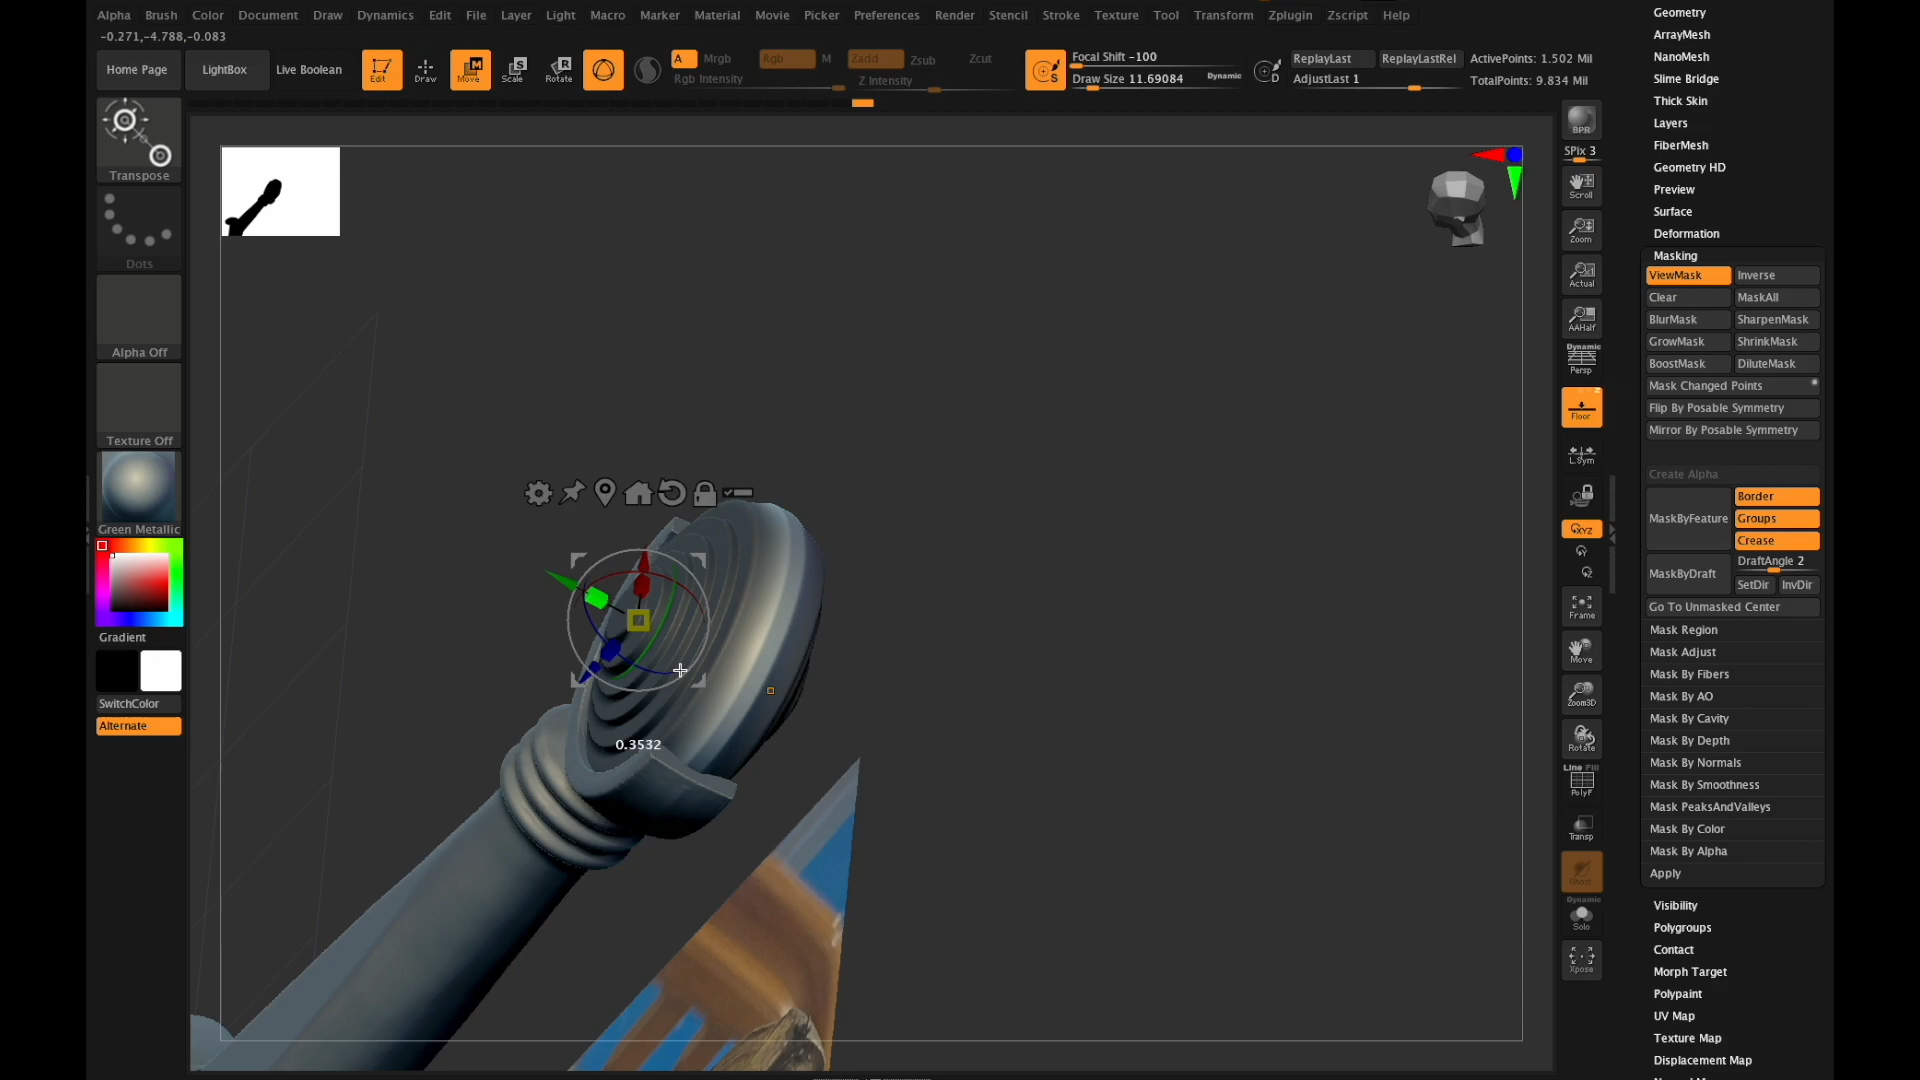 Alpha Brush Color Document Draw Dynamics Edit File Layer Light Macro Marker Material Movie Picker Preferences Render Stencil Stroke Texture Tool Transform Zplugin Zscript Help
-0.271,-4.788,-0.083
Home Page LightBox Live Boolean Edit Draw Move Scale Rotate
A Mrgb Rgb M Zadd Zsub Zcut
Rgb Intensity Z Intensity
Focal Shift -100
Draw Size 11.69084 Dynamic
ReplayLast ReplayLastRel ActivePoints: 1.502 Mil
AdjustLast 1 TotalPoints: 9.834 Mil
Transpose
Dots
Alpha Off
Texture Off
Green Metallic
Gradient
SwitchColor
Alternate
0.3532
BPR
SPix 3
Scroll
Zoom
Actual
AAHalf
Dynamic
Persp
Floor
L.Sym
XYZ
Frame
Move
Zoom3D
Rotate
Line Fill
PolyF
Transp
Ghost
Dynamic
Solo
Xpose
Geometry
ArrayMesh
NanoMesh
Slime Bridge
Thick Skin
Layers
FiberMesh
Geometry HD
Preview
Surface
Deformation
Masking
ViewMask Inverse
Clear MaskAll
BlurMask SharpenMask
GrowMask ShrinkMask
BoostMask DiluteMask
Mask Changed Points
Flip By Posable Symmetry
Mirror By Posable Symmetry
Create Alpha
MaskByFeature Border
Groups
Crease
MaskByDraft DraftAngle 2
SetDir InvDir
Go To Unmasked Center
Mask Region
Mask Adjust
Mask By Fibers
Mask By AO
Mask By Cavity
Mask By Depth
Mask By Normals
Mask By Smoothness
Mask PeaksAndValleys
Mask By Color
Mask By Alpha
Apply
Visibility
Polygroups
Contact
Morph Target
Polypaint
UV Map
Texture Map
Displacement Map